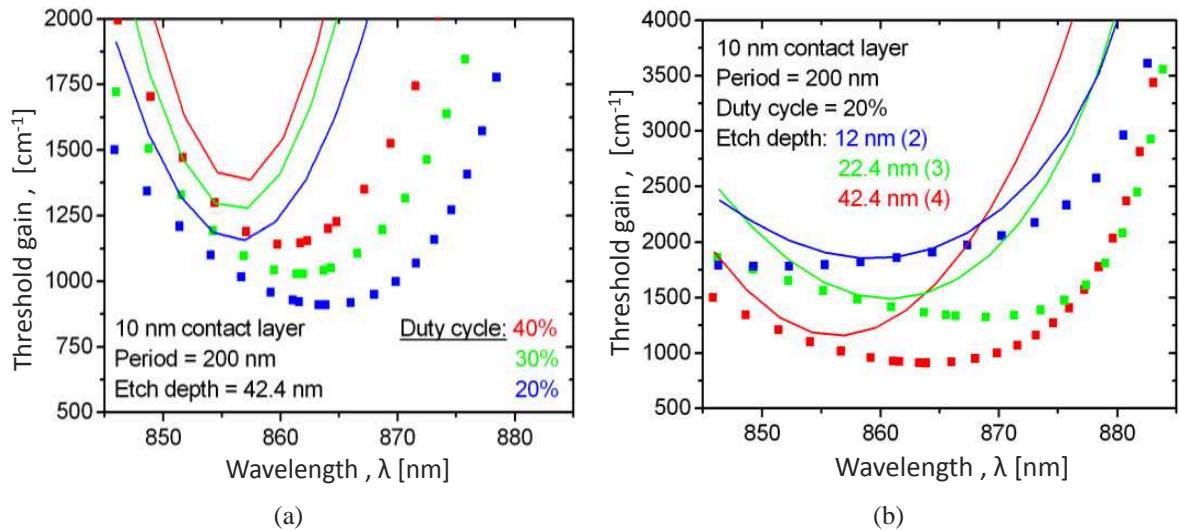 2000
1750
1500
1250
1000
750
500
Threshold gain , [cm⁻¹]
10 nm contact layer
Period = 200 nm
Etch depth = 42.4 nm
Duty cycle: 40%
30%
20%
850 860 870 880
Wavelength , λ [nm]
(a)
4000
3500
3000
2500
2000
1500
1000
500
Threshold gain , [cm⁻¹]
10 nm contact layer
Period = 200 nm
Duty cycle = 20%
Etch depth: 12 nm (2)
22.4 nm (3)
42.4 nm (4)
850 860 870 880
Wavelength , λ [nm]
(b)